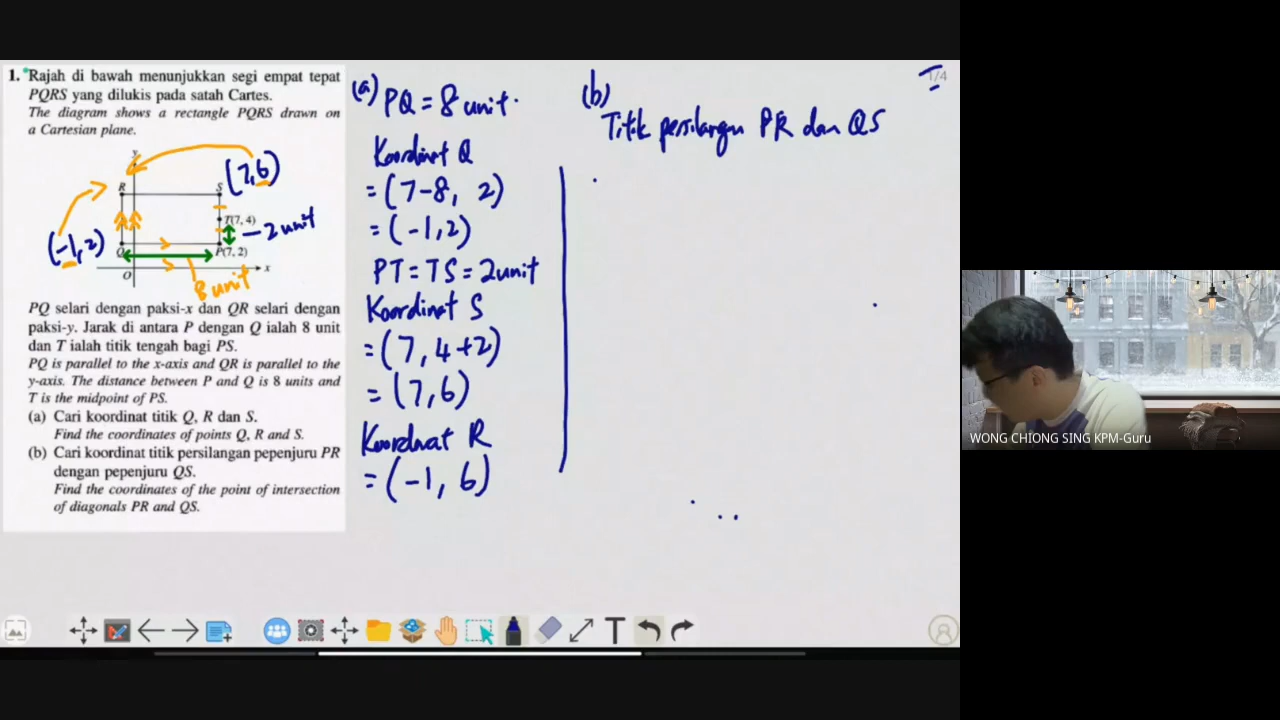 1. Rajah di bawah menunjukkan segi empat tepat
PQRS yang dilukis pada satah Cartes.
The diagram shows a rectangle PQRS drawn on
a Cartesian plane.
y
R
S
(7, 6)
T(7, 4)
2 unit
(-1, 2)
Q
P(7, 2)
O
x
8 unit
PQ selari dengan paksi-x dan QR selari dengan
paksi-y. Jarak di antara P dengan Q ialah 8 unit
dan T ialah titik tengah bagi PS.
PQ is parallel to the x-axis and QR is parallel to the
y-axis. The distance between P and Q is 8 units and
T is the midpoint of PS.
(a) Cari koordinat titik Q, R dan S.
Find the coordinates of points Q, R and S.
(b) Cari koordinat titik persilangan pepenjuru PR
dengan pepenjuru QS.
Find the coordinates of the point of intersection
of diagonals PR and QS.
(a) PQ = 8 unit.
Koordinat Q
= (7-8, 2)
= (-1, 2)
PT = TS = 2 unit
Koordinat S
= (7, 4+2)
= (7, 6)
Koordinat R
= (-1, 6)
(b)
Titik persilangan PR dan QS
1/4
T
WONG CHIONG SING KPM-Guru